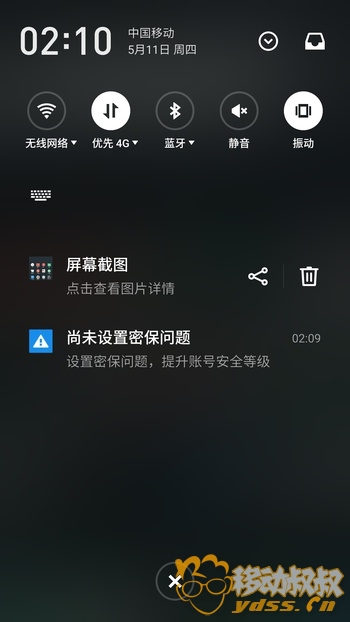 02:10
中国移动
5月11日 周四
无线网络
优先 4G
蓝牙
静音
振动
屏幕截图
点击查看图片详情
尚未设置密保问题
02:09
设置密保问题，提升账号安全等级
移动叔叔
ydss.cn